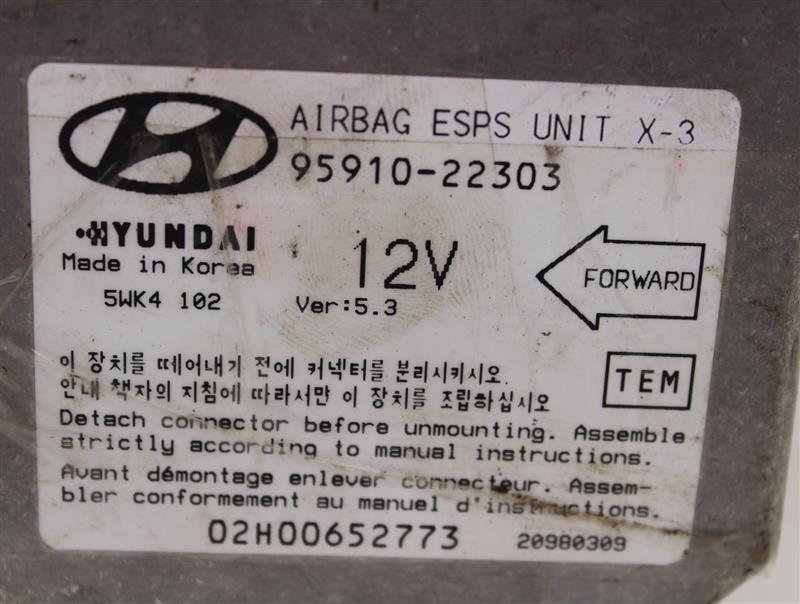 AIRBAG ESPS UNIT X-3
95910-22303
HYUNDAI
Made in Korea
12V
FORWARD
5WK4 102
Ver:5.3
이 장치를 떼어내기 전에 커넥터를 분리시키시오.
안내 책자의 지침에 따라서만 이 장치를 조립하십시오
TEM
Detach connector before unmounting. Assemble
strictly according to manual instructions.
Avant démontage enlever connecteur. Assem-
bler conformement au manuel d'instructions.
02H00652773
20980309